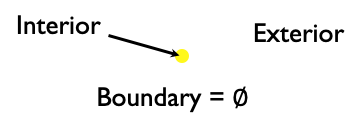 Interior
Exterior
Boundary = ∅